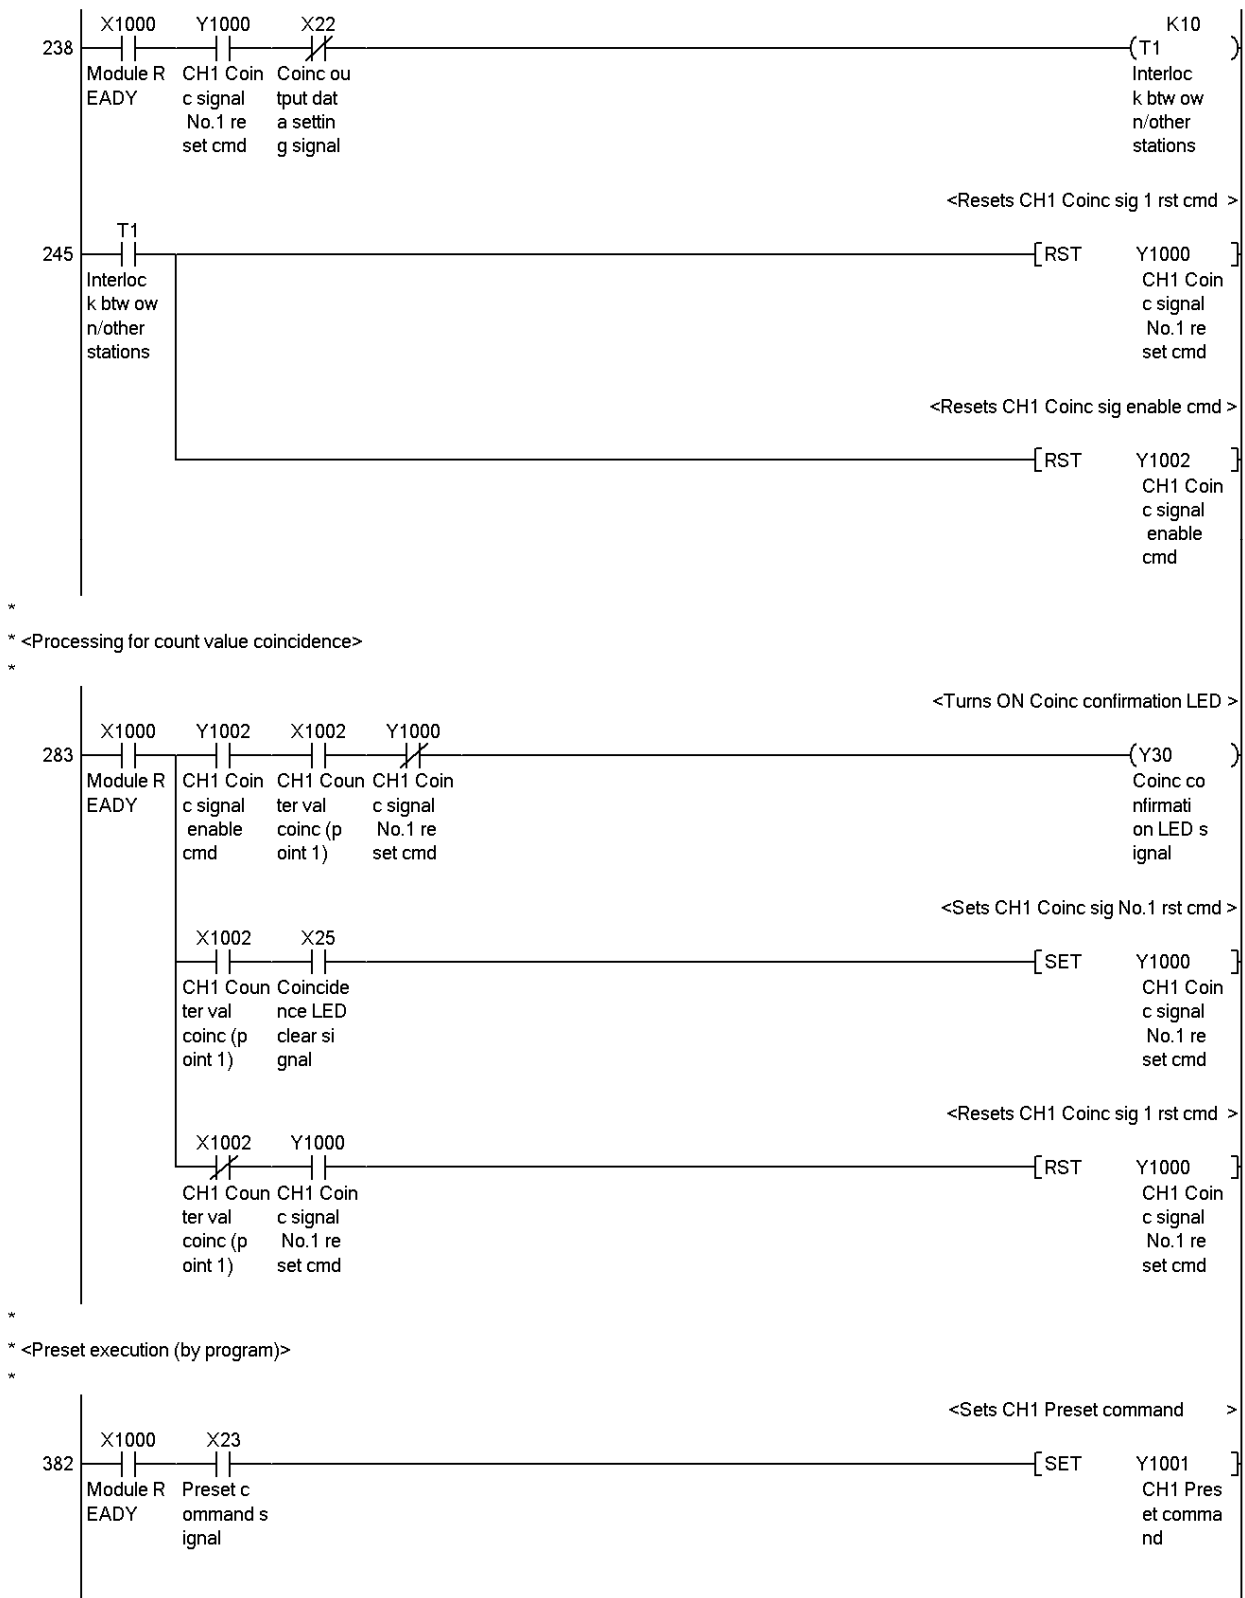 X1000 Y1000 X22 K10
238 (T1 )
Module R CH1 Coin Coinc ou Interloc
EADY c signal tput dat k btw ow
No.1 re a settin n/other
set cmd g signal stations
<Resets CH1 Coinc sig 1 rst cmd >
T1
245 [RST Y1000 ]
Interloc CH1 Coin
k btw ow c signal
n/other No.1 re
stations set cmd
<Resets CH1 Coinc sig enable cmd >
[RST Y1002 ]
CH1 Coin
c signal
enable
cmd
*
* <Processing for count value coincidence>
*
<Turns ON Coinc confirmation LED >
X1000 Y1002 X1002 Y1000
283 (Y30 )
Module R CH1 Coin CH1 Coun CH1 Coin Coinc co
EADY c signal ter val c signal nfirmati
enable coinc (p No.1 re on LED s
cmd oint 1) set cmd ignal
<Sets CH1 Coinc sig No.1 rst cmd >
X1002 X25
[SET Y1000 ]
CH1 Coun Coincide CH1 Coin
ter val nce LED c signal
coinc (p clear si No.1 re
oint 1) gnal set cmd
<Resets CH1 Coinc sig 1 rst cmd >
X1002 Y1000
[RST Y1000 ]
CH1 Coun CH1 Coin CH1 Coin
ter val c signal c signal
coinc (p No.1 re No.1 re
oint 1) set cmd set cmd
*
* <Preset execution (by program)>
*
<Sets CH1 Preset command >
X1000 X23
382 [SET Y1001 ]
Module R Preset c CH1 Pres
EADY ommand s et comma
ignal nd